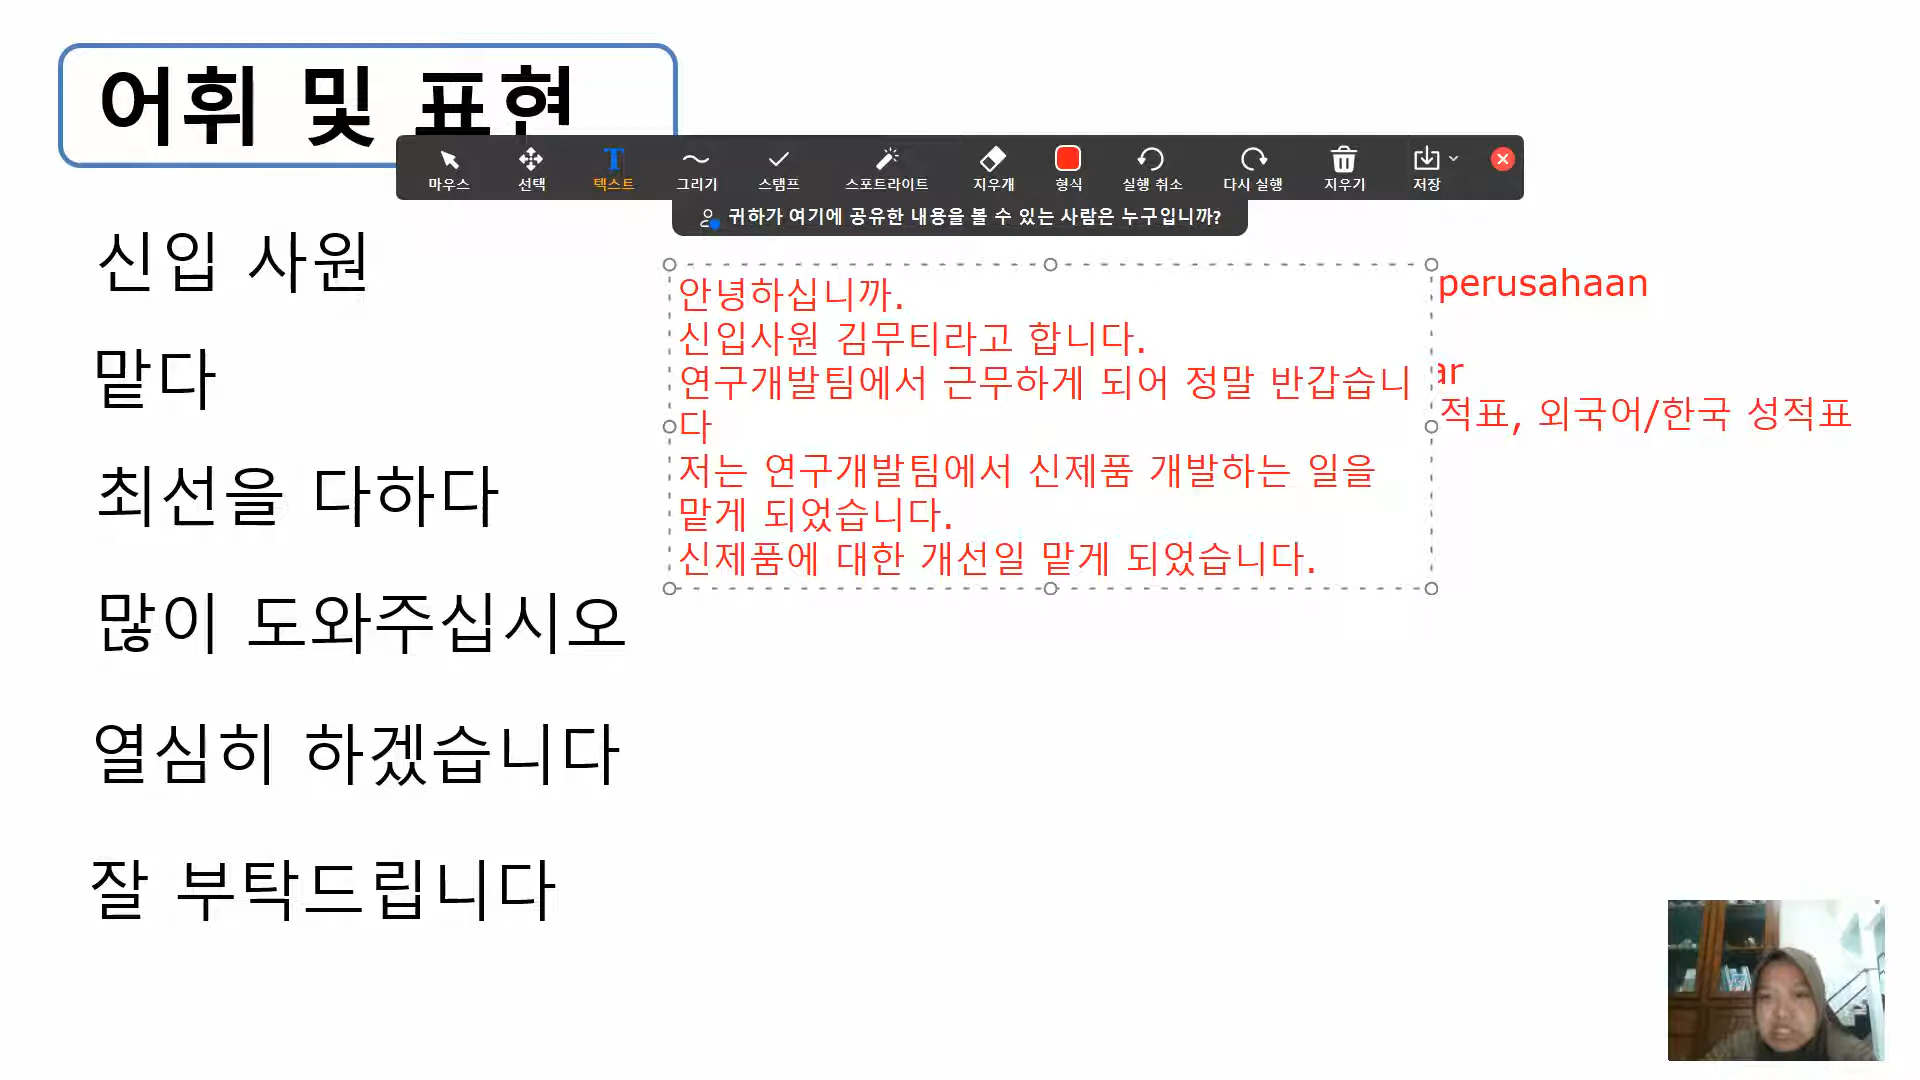 어휘 및 표현
마우스 선택 텍스트 그리기 스탬프 스포트라이트 지우개 형식 실행 취소 다시 실행 지우기 저장
귀하가 여기에 공유한 내용을 볼 수 있는 사람은 누구입니까?
신입 사원
맡다
최선을 다하다
많이 도와주십시오
열심히 하겠습니다
잘 부탁드립니다
안녕하십니까.
신입사원 김무티라고 합니다.
연구개발팀에서 근무하게 되어 정말 반갑습니
다
저는 연구개발팀에서 신제품 개발하는 일을
맡게 되었습니다.
신제품에 대한 개선일 맡게 되었습니다.
perusahaan
ar
적표, 외국어/한국 성적표